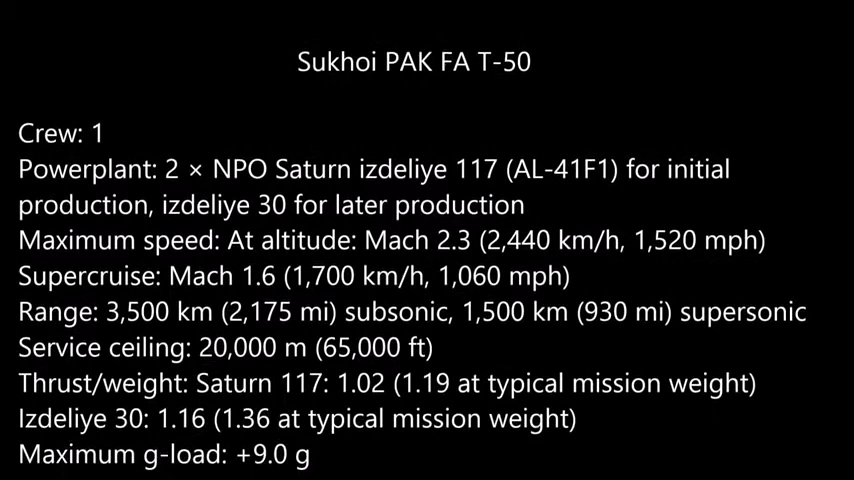 Sukhoi PAK FA T-50
Crew: 1
Powerplant: 2 × NPO Saturn izdeliye 117 (AL-41F1) for initial
production, izdeliye 30 for later production
Maximum speed: At altitude: Mach 2.3 (2,440 km/h, 1,520 mph)
Supercruise: Mach 1.6 (1,700 km/h, 1,060 mph)
Range: 3,500 km (2,175 mi) subsonic, 1,500 km (930 mi) supersonic
Service ceiling: 20,000 m (65,000 ft)
Thrust/weight: Saturn 117: 1.02 (1.19 at typical mission weight)
Izdeliye 30: 1.16 (1.36 at typical mission weight)
Maximum g-load: +9.0 g